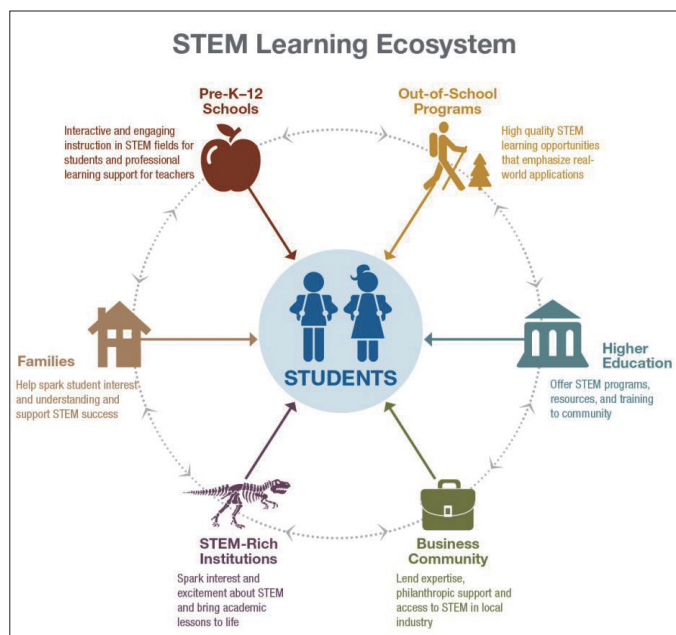 STEM Learning Ecosystem
Pre-K–12
Schools
Interactive and engaging
instruction in STEM fields for
students and professional
learning support for teachers
Out-of-School
Programs
High quality STEM
learning opportunities
that emphasize real-
world applications
Families
Help spark student interest
and understanding and
support STEM success
STUDENTS
Higher
Education
Offer STEM programs,
resources, and training
to community
STEM-Rich
Institutions
Spark interest and
excitement about STEM
and bring academic
lessons to life
Business
Community
Lend expertise,
philanthropic support and
access to STEM in local
industry